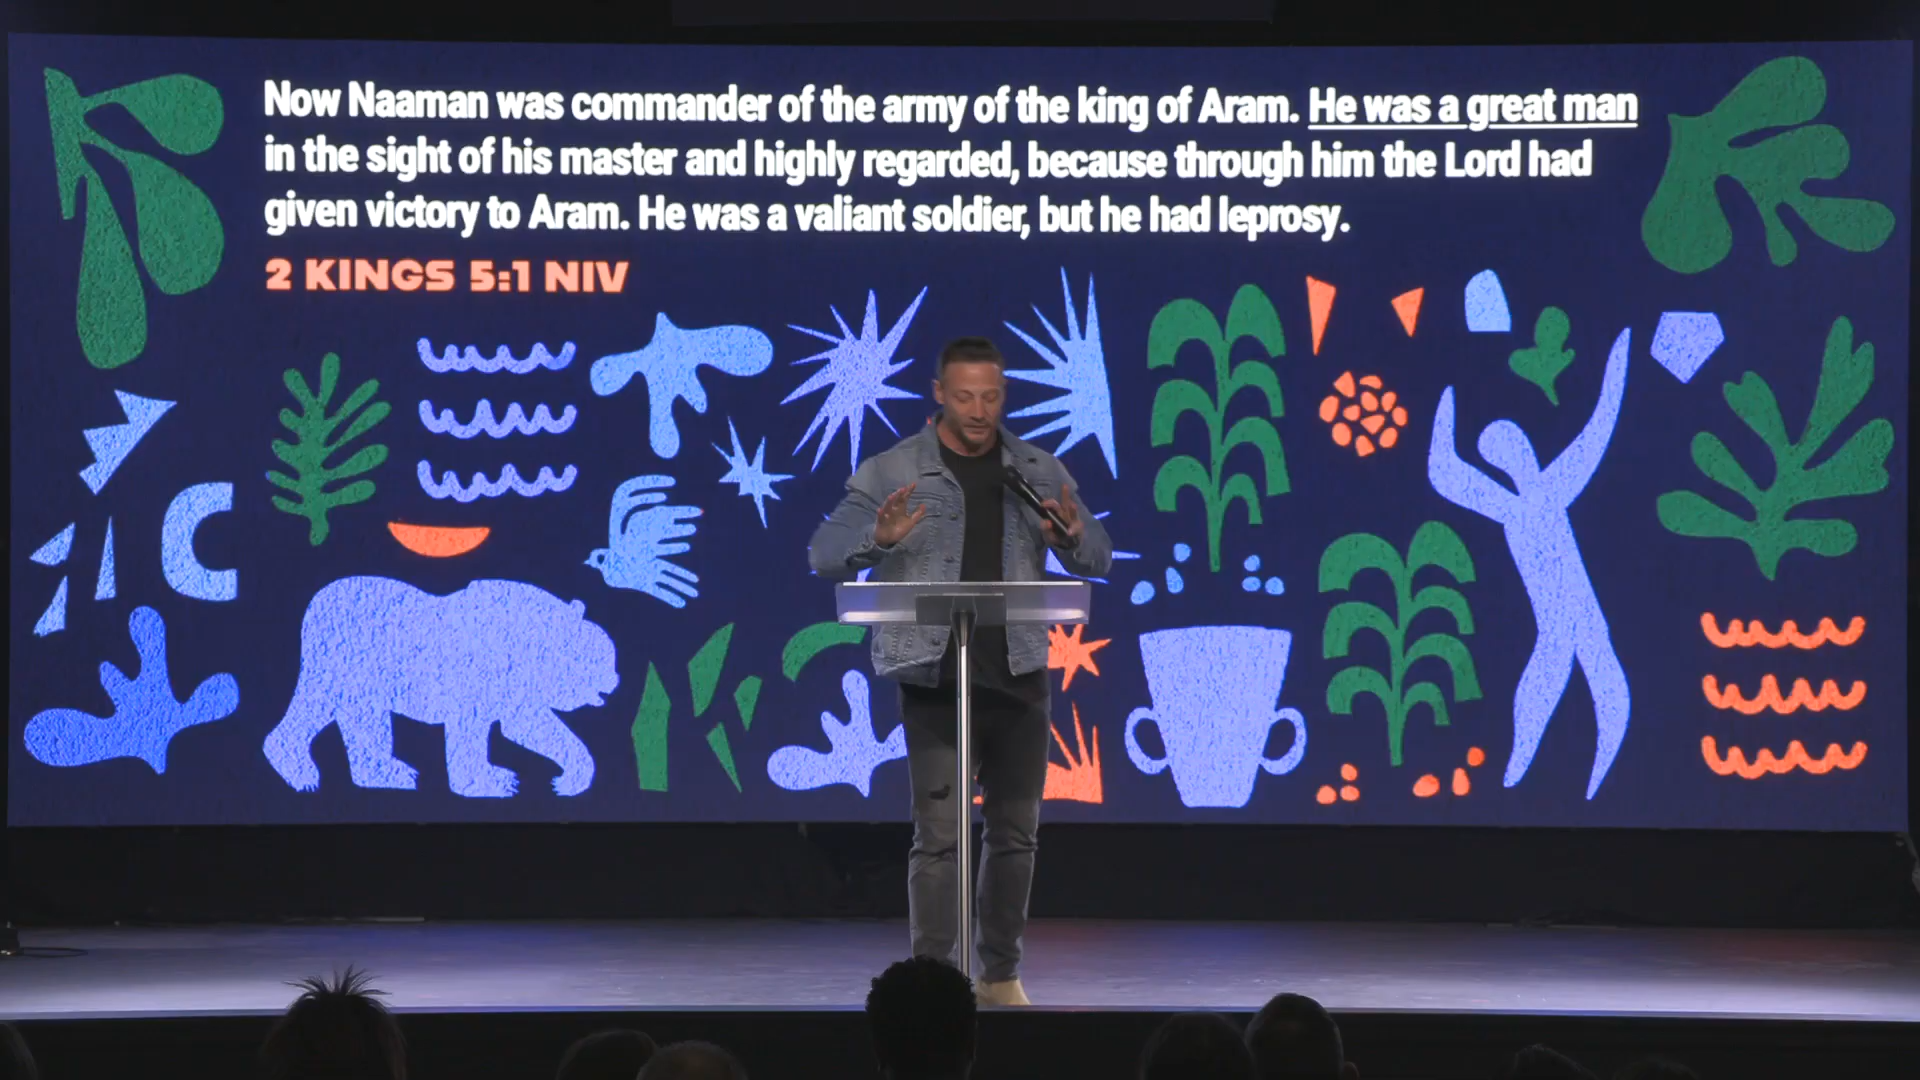 Now Naaman was commander of the army of the king of Aram. He was a great man
in the sight of his master and highly regarded, because through him the Lord had
given victory to Aram. He was a valiant soldier, but he had leprosy.
2 KINGS 5:1 NIV